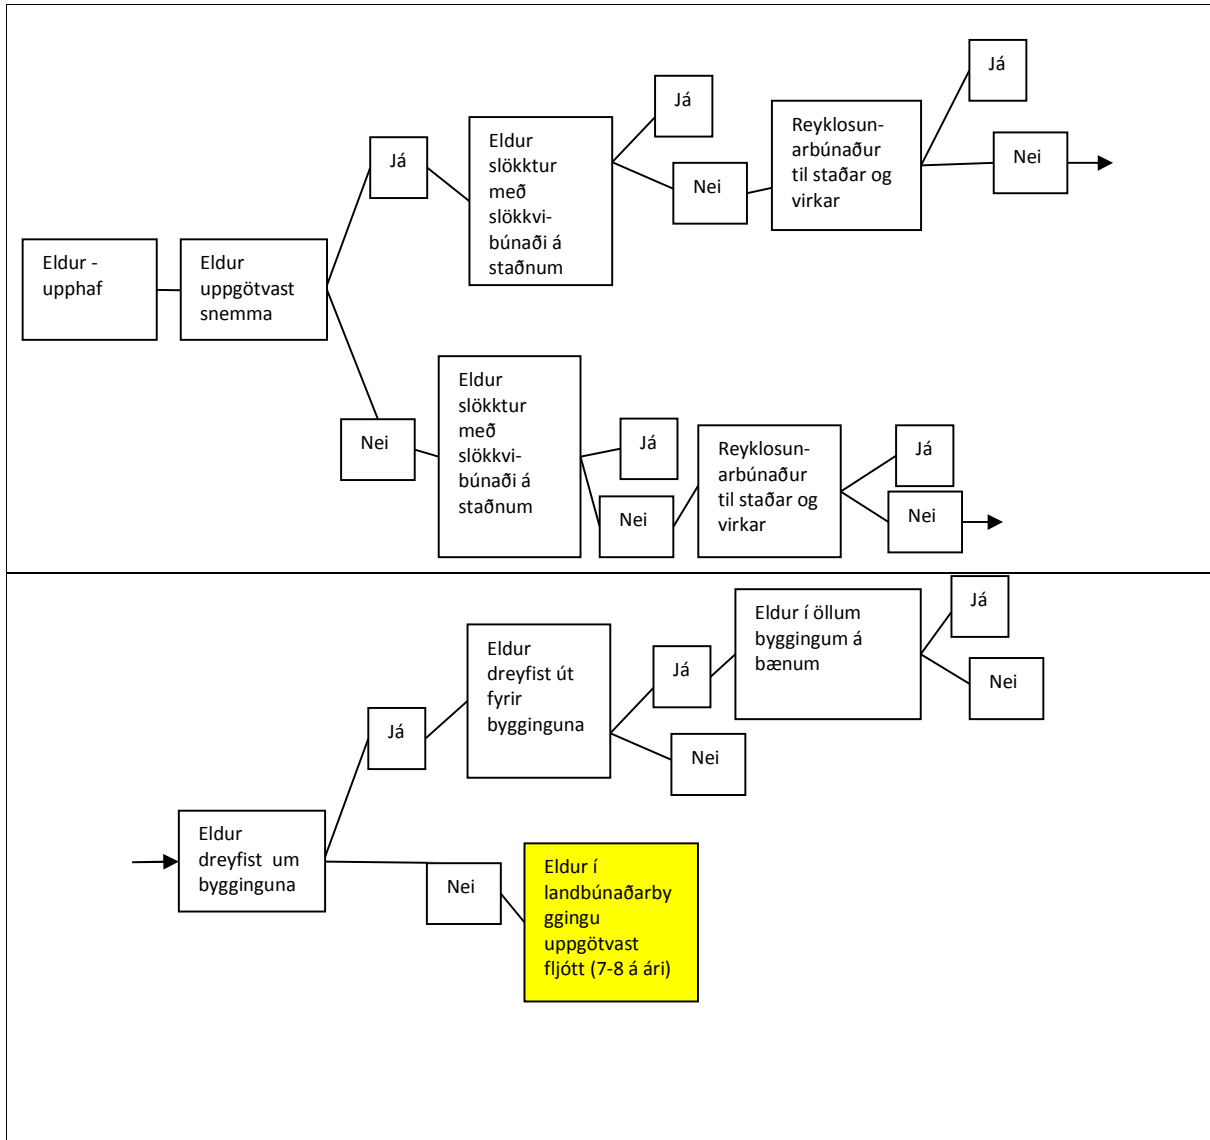 Eldur -
upphaf
Eldur
uppgötvast
snemma
Já
Eldur
slökktur
með
slökkvi-
búnaði á
staðnum
Já
Nei
Reyklosun-
arbúnaður
til staðar og
virkar
Já
Nei
Nei
Eldur
slökktur
með
slökkvi-
búnaði á
staðnum
Já
Nei
Reyklosun-
arbúnaður
til staðar og
virkar
Já
Nei
Eldur
dreyfist um
bygginguna
Já
Eldur
dreyfist út
fyrir
bygginguna
Já
Nei
Eldur í öllum
byggingum á
bænum
Já
Nei
Nei
Eldur í
landbúnaðarby
ggingu
uppgötvast
fljótt (7-8 á ári)